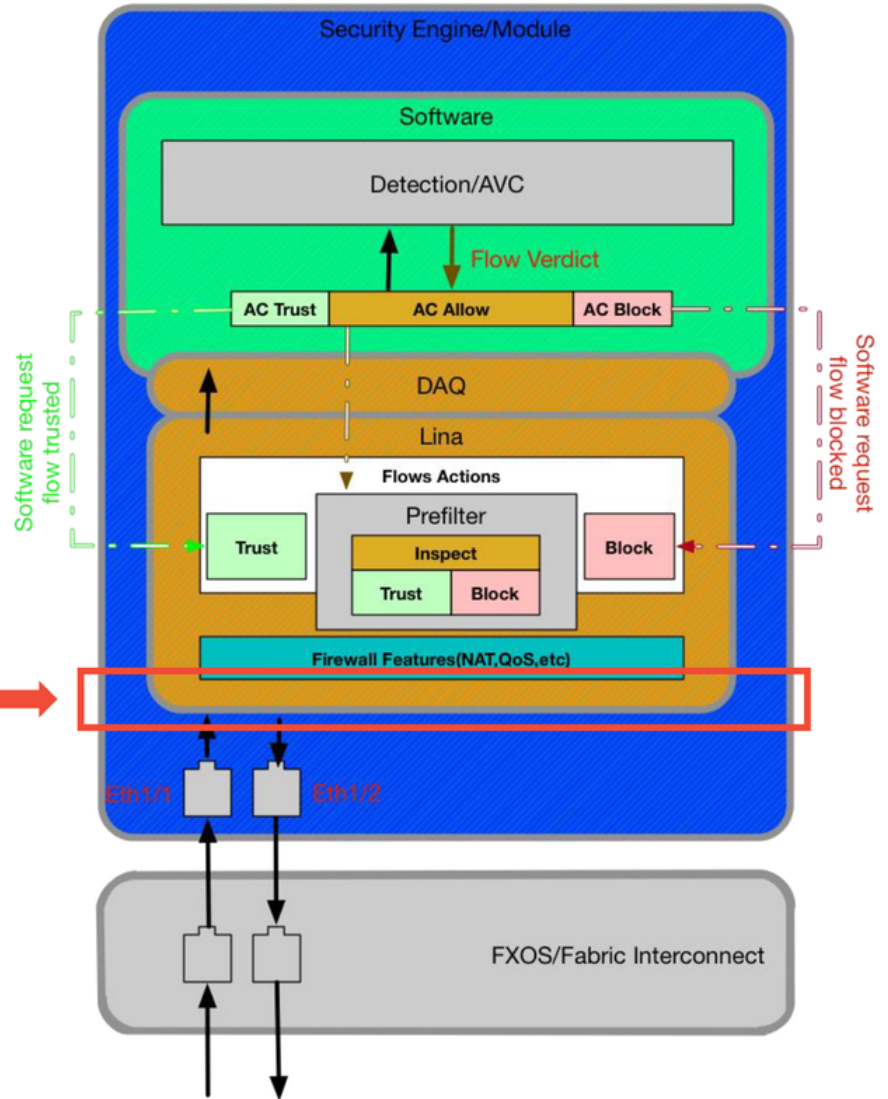 Security Engine/Module
Software
Detection/AVC
Flow Verdict
AC Trust
AC Allow
AC Block
Software request
flow trusted
Software request
flow blocked
DAQ
Lina
Flows Actions
Prefilter
Inspect
Trust
Block
Trust
Block
Firewall Features(NAT,QoS,etc)
Eth1/1
Eth1/2
FXOS/Fabric Interconnect